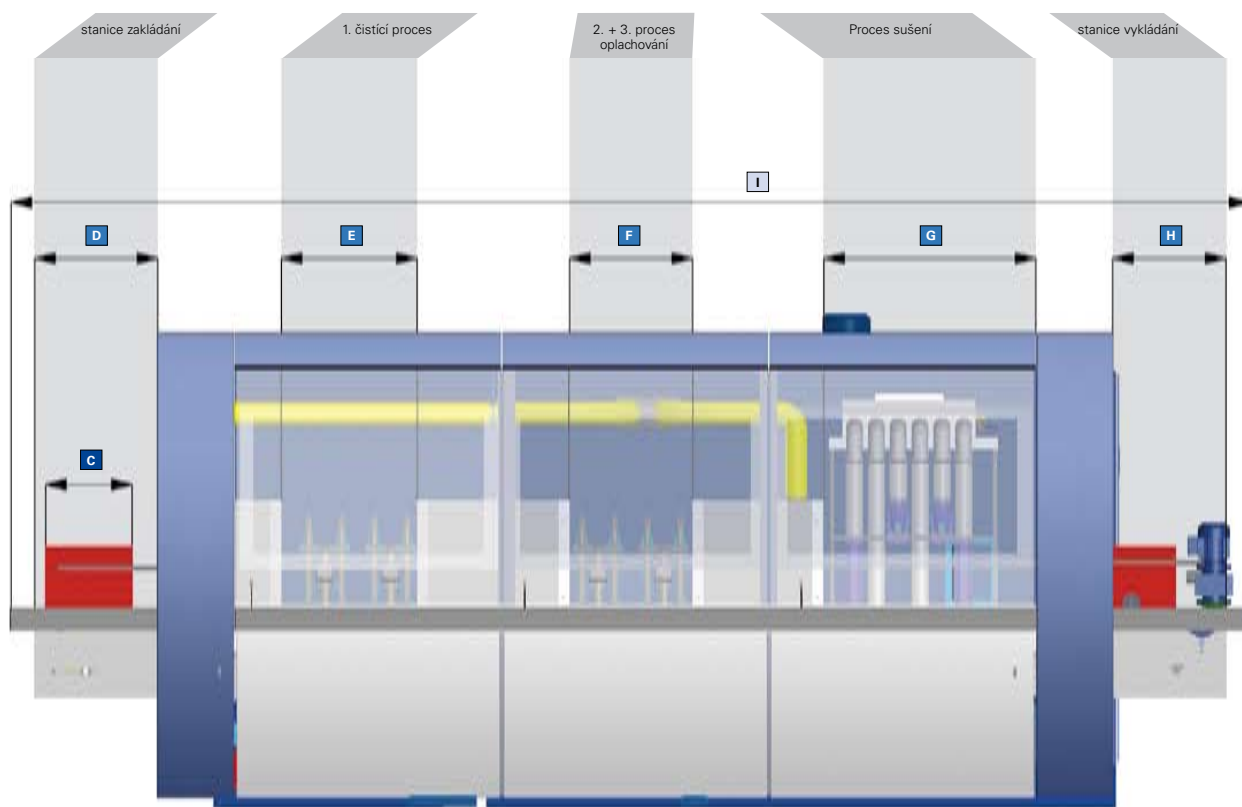 stanice zakládání
1. čistící proces
2. + 3. proces
oplachování
Proces sušení
stanice vykládání
I
D
E
F
G
H
C